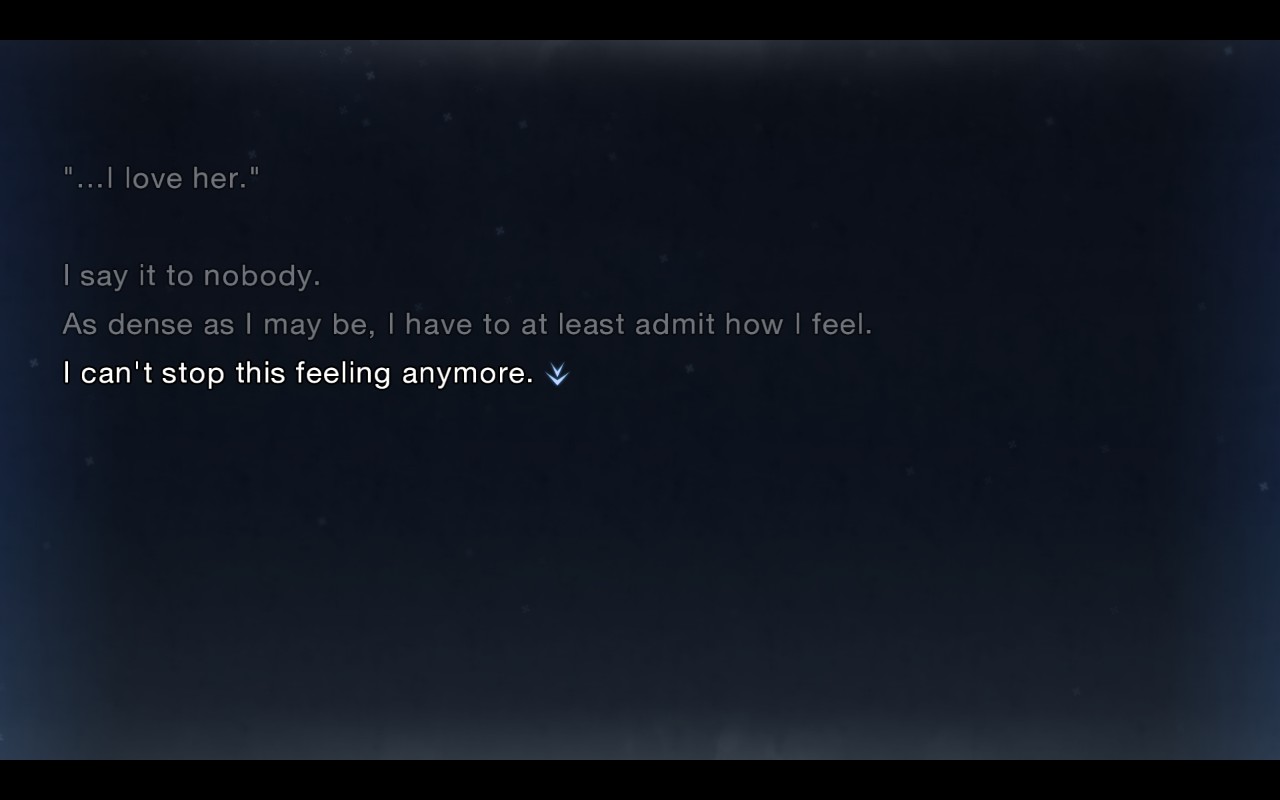 "...I love her."
I say it to nobody.
As dense as I may be, I have to at least admit how I feel.
I can't stop this feeling anymore.